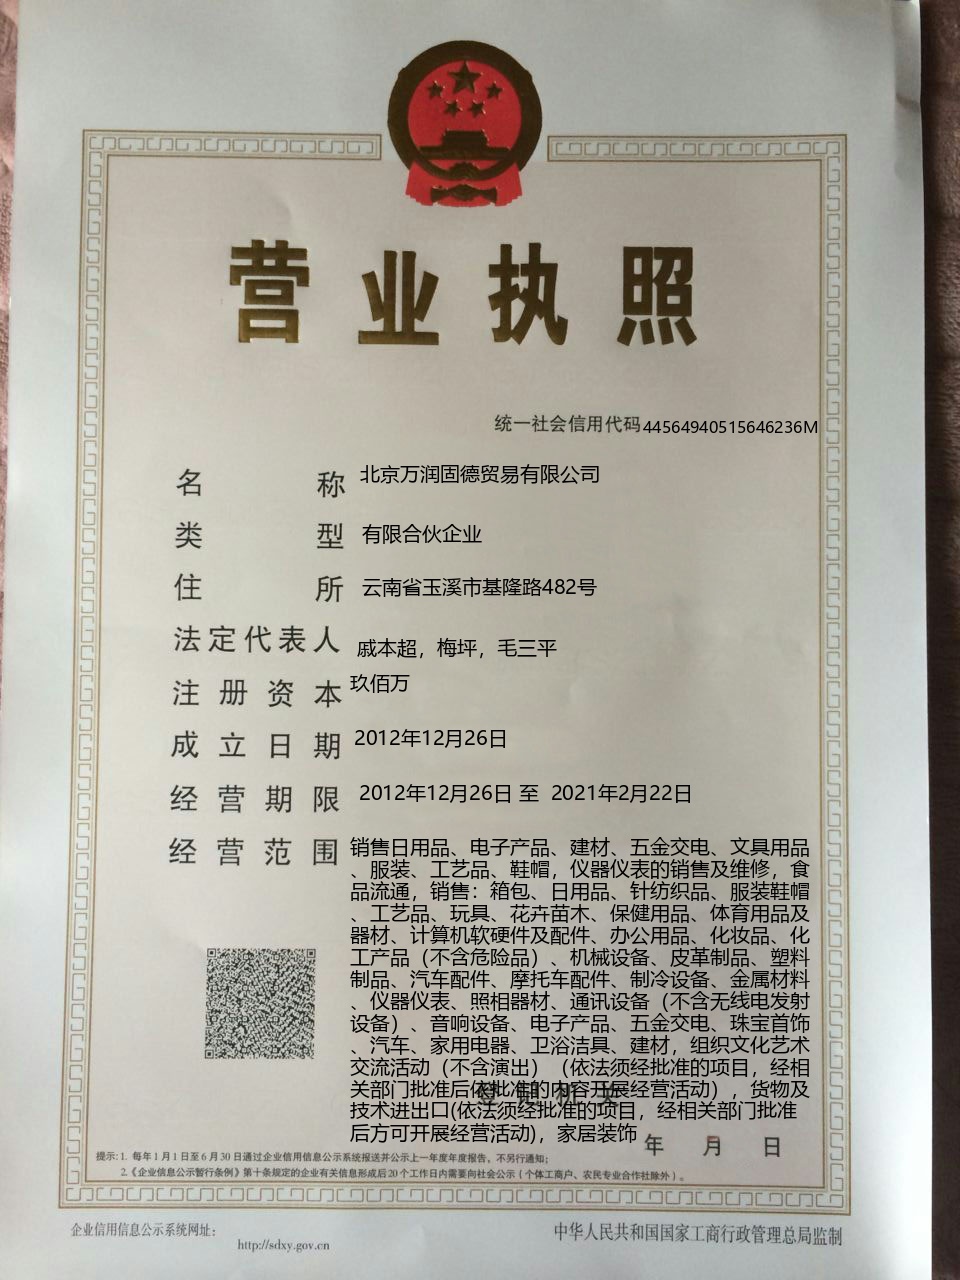 营业执照
统一社会信用代码44564940515646236M
名称 北京万润固德贸易有限公司
类型 有限合伙企业
住所 云南省玉溪市基隆路482号
法定代表人 戚本超，梅坪，毛三平
注册资本 玖佰万
成立日期 2012年12月26日
经营期限 2012年12月26日 至 2021年2月22日
经营范围 销售日用品、电子产品、建材、五金交电、文具用品
、服装、工艺品、鞋帽，仪器仪表的销售及维修，食
品流通，销售：箱包、日用品、针纺织品、服装鞋帽
、工艺品、玩具、花卉苗木、保健用品、体育用品及
器材、计算机软硬件及配件、办公用品、化妆品、化
工产品（不含危险品）、机械设备、皮革制品、塑料
制品、汽车配件、摩托车配件、制冷设备、金属材料
、仪器仪表、照相器材、通讯设备（不含无线电发射
设备）、音响设备、电子产品、五金交电、珠宝首饰
、汽车、家用电器、卫浴洁具、建材，组织文化艺术
交流活动（不含演出）（依法须经批准的项目，经相
关部门批准后依批准的内容开展经营活动），货物及
技术进出口(依法须经批准的项目，经相关部门批准
后方可开展经营活动)，家居装饰
登记机关
年 月 日
提示：1. 每年1月1日至6月30日通过企业信用信息公示系统报送并公示上一年度年度报告，不另行通知；
2.《企业信息公示暂行条例》第十条规定的企业有关信息形成后20个工作日内需要向社会公示（个体工商户、农民专业合作社除外）。
企业信用信息公示系统网址：
http://sdxy.gov.cn
中华人民共和国国家工商行政管理总局监制